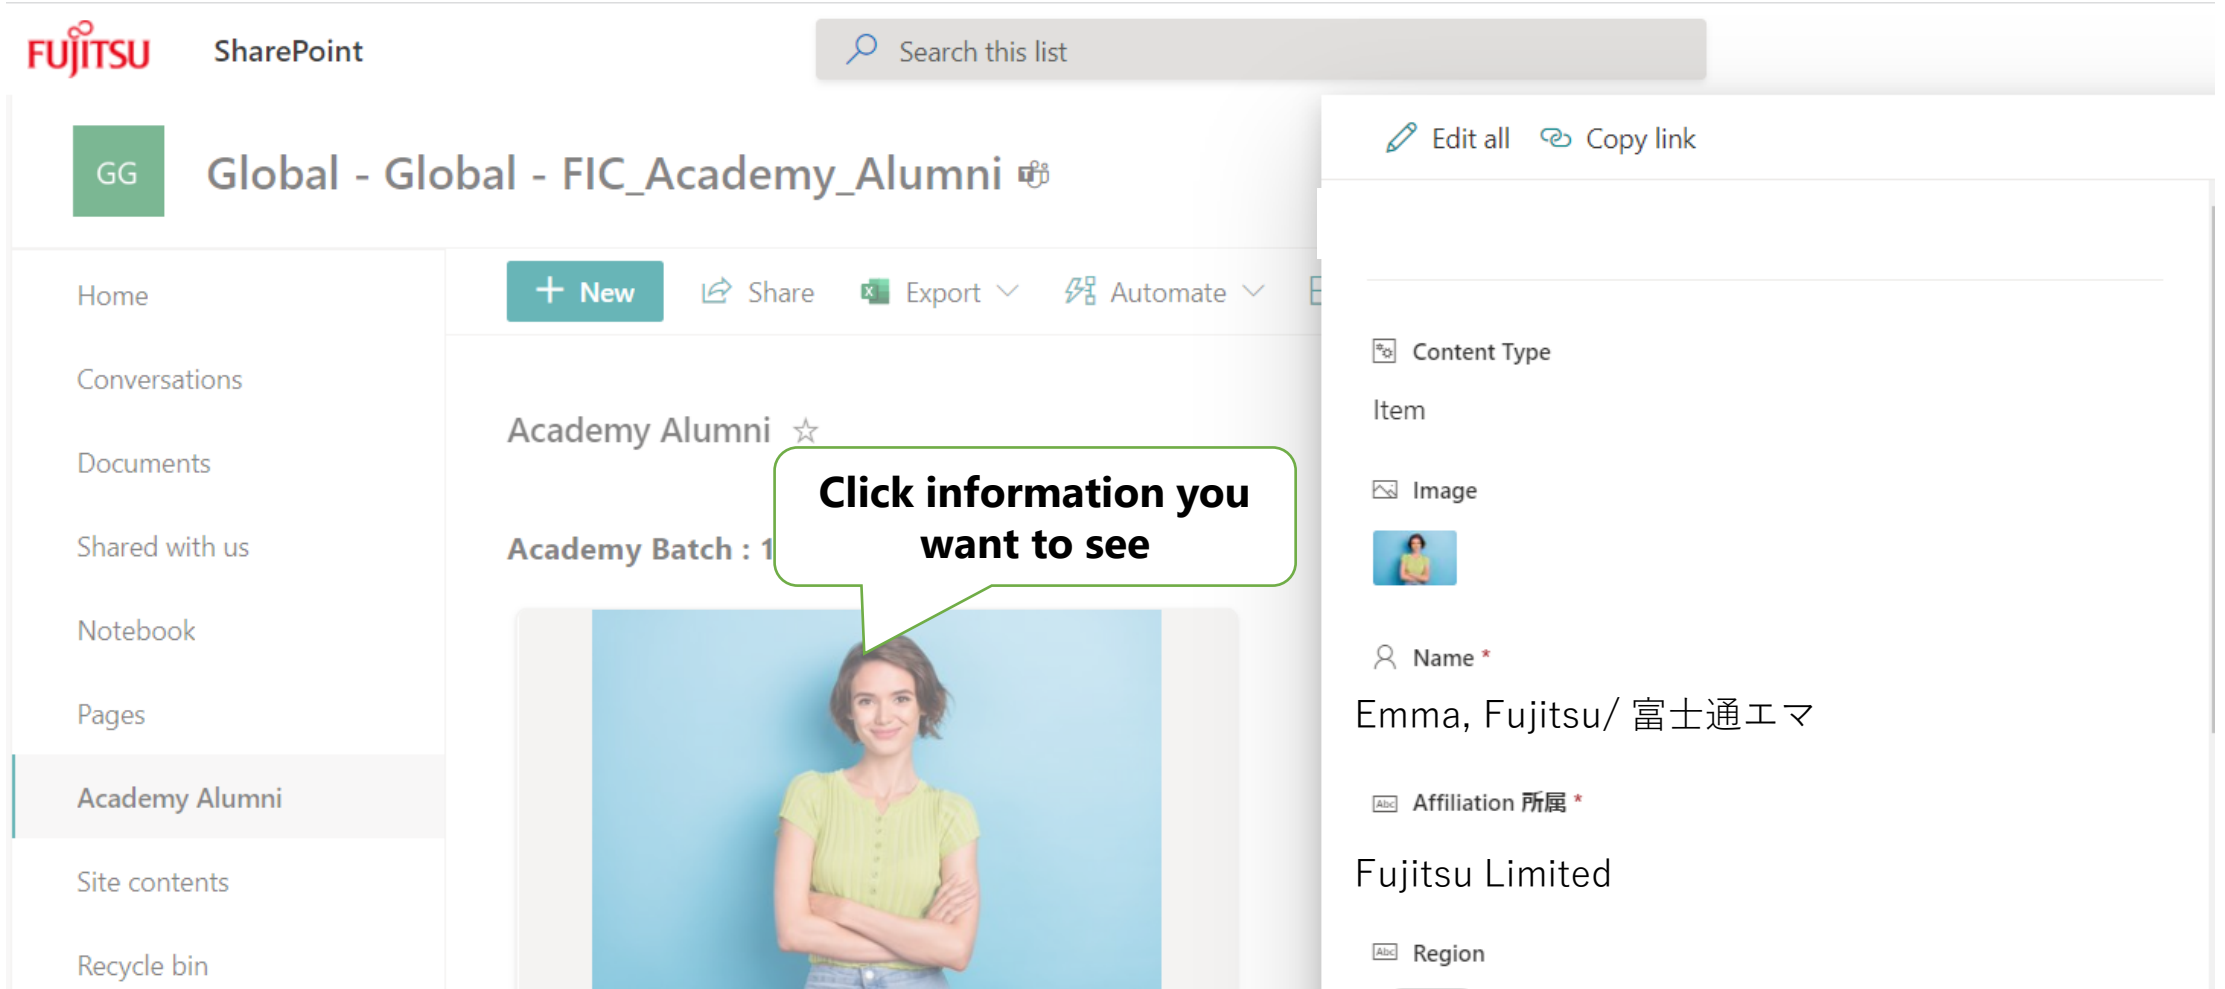 FUJITSU
SharePoint
Search this list
GG
Global - Global - FIC_Academy_Alumni
Edit all
Copy link
Home
Conversations
Documents
Shared with us
Notebook
Pages
Academy Alumni
Site contents
Recycle bin
+ New
Share
Export
Automate
Academy Alumni
Click information you
want to see
Academy Batch : 1
Content Type
Item
Image
Name *
Emma, Fujitsu/ 富士通エマ
Abc Affiliation 所属 *
Fujitsu Limited
Abc Region